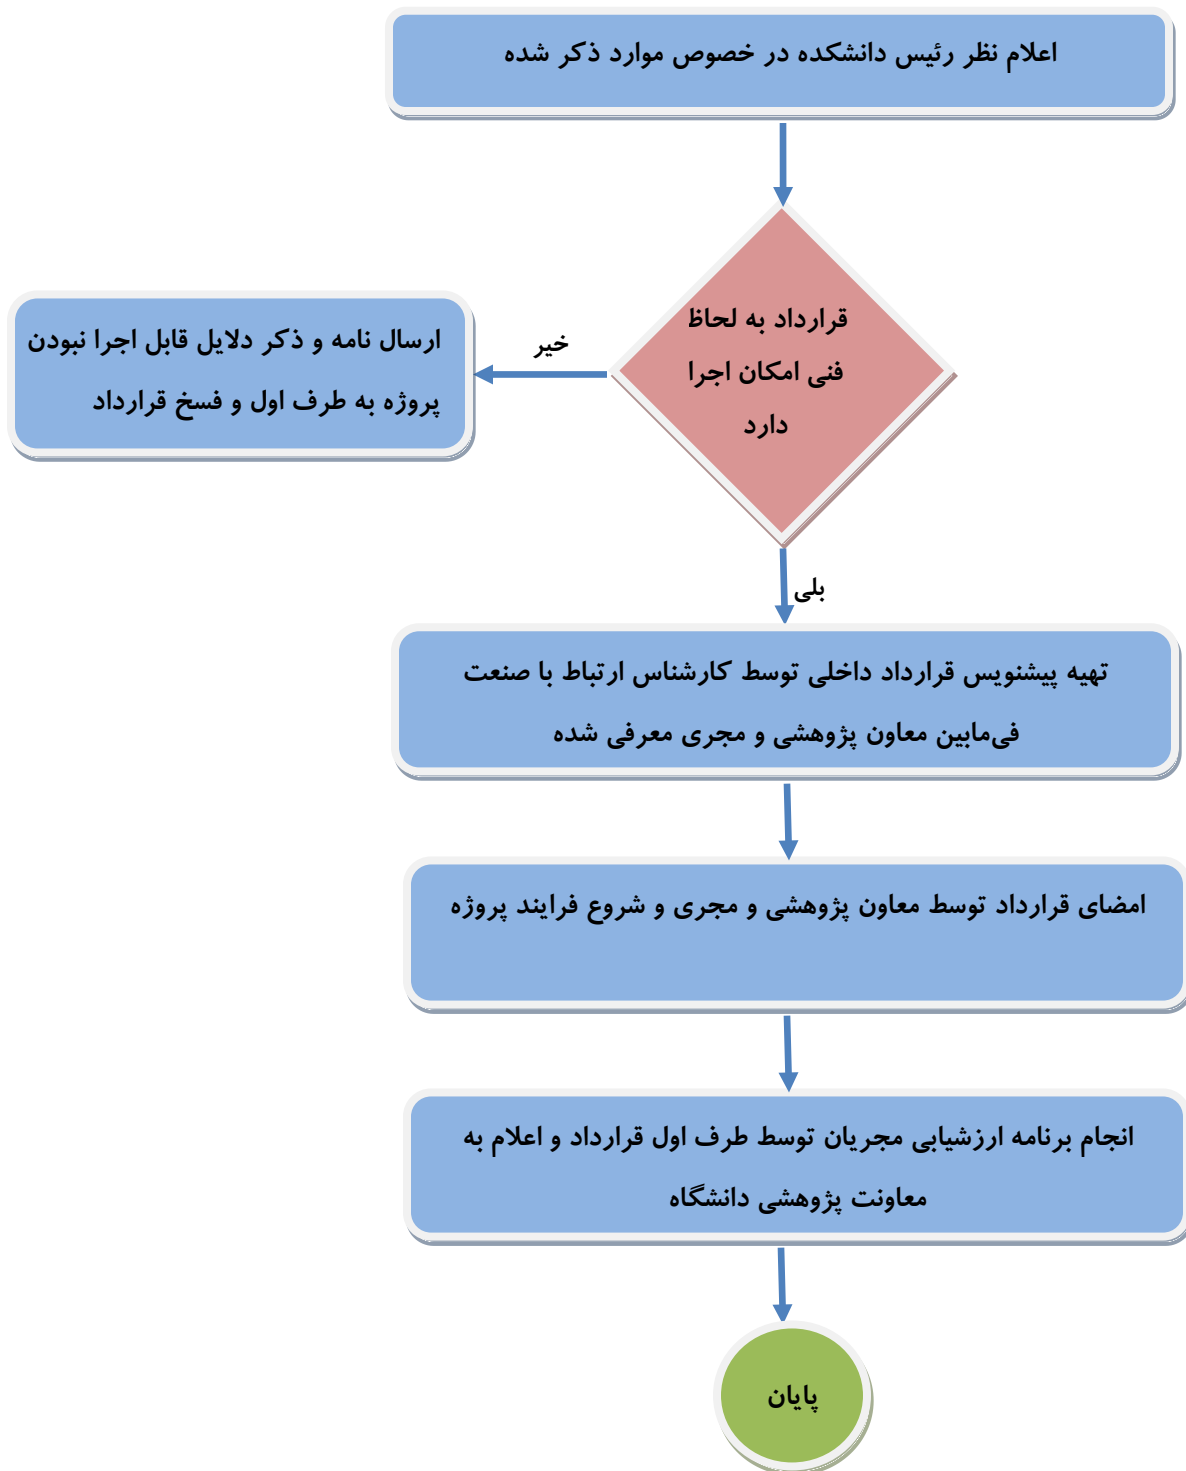 اعلام نظر رئیس دانشکده در خصوص موارد ذکر شده
قرارداد به لحاظ
فنی امکان اجرا
دارد
خیر
ارسال نامه و ذکر دلایل قابل اجرا نبودن
پروژه به طرف اول و فسخ قرارداد
بلی
تهیه پیشنویس قرارداد داخلی توسط کارشناس ارتباط با صنعت
فی‌مابین معاون پژوهشی و مجری معرفی شده
امضای قرارداد توسط معاون پژوهشی و مجری و شروع فرایند پروژه
انجام برنامه ارزشیابی مجریان توسط طرف اول قرارداد و اعلام به
معاونت پژوهشی دانشگاه
پایان